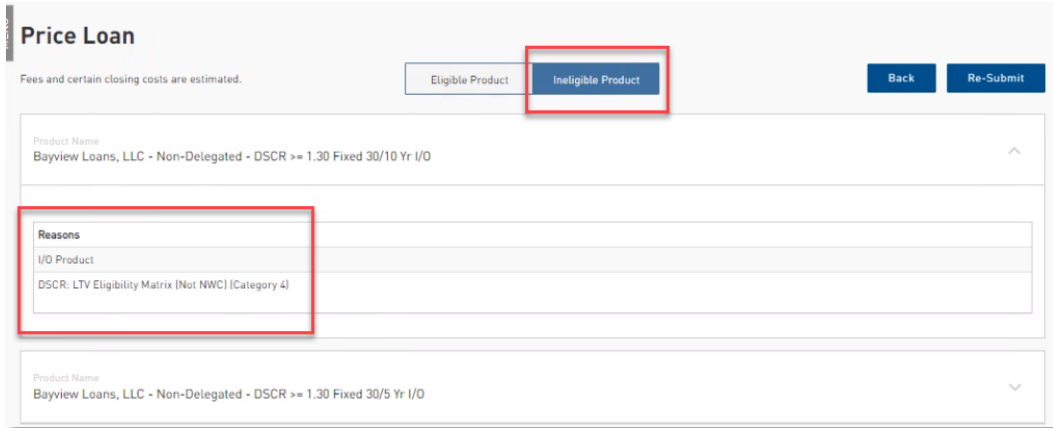 MENU
Price Loan
Fees and certain closing costs are estimated.
Eligible Product
Ineligible Product
Back
Re-Submit
Product Name
Bayview Loans, LLC - Non-Delegated - DSCR >= 1.30 Fixed 30/10 Yr I/O
Reasons
I/O Product
DSCR: LTV Eligibility Matrix (Not NWC) (Category 4)
Product Name
Bayview Loans, LLC - Non-Delegated - DSCR >= 1.30 Fixed 30/5 Yr I/O